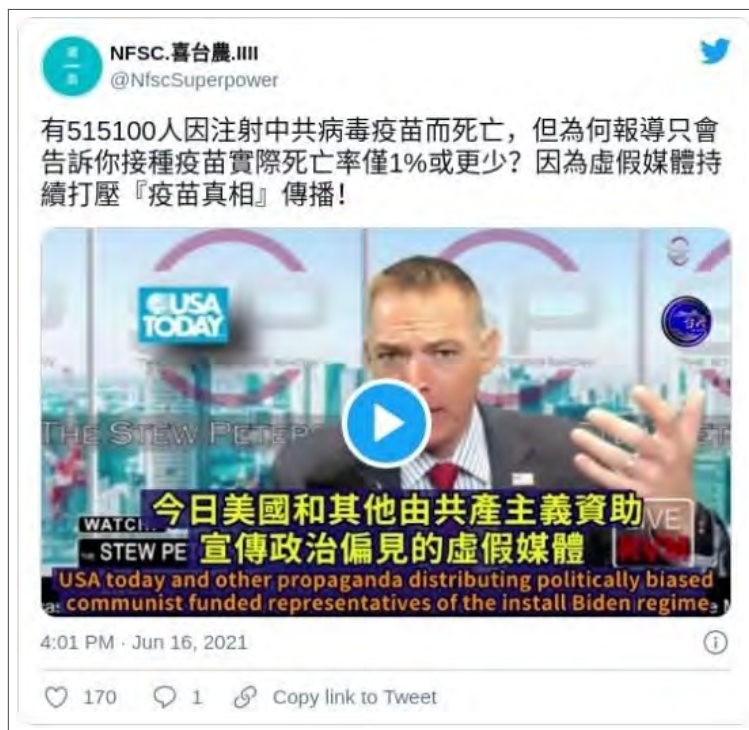 NFSC.喜台農.IIII
@NfscSuperpower
有515100人因注射中共病毒疫苗而死亡，但為何報導只會
告訴你接種疫苗實際死亡率僅1%或更少？因為虛假媒體持
續打壓『疫苗真相』傳播！
USA
TODAY
THE STEW PETERS
WATCH
STEW PE
今日美國和其他由共產主義資助
宣傳政治偏見的虛假媒體
USA today and other propaganda distributing politically biased
communist funded representatives of the install Biden regime
4:01 PM · Jun 16, 2021
170
1
Copy link to Tweet